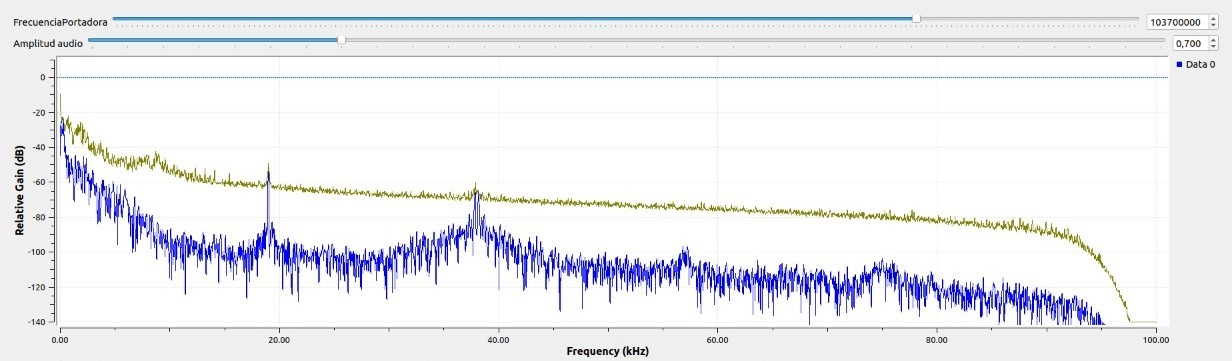 FrecuenciaPortadora 103700000
Amplitud audio 0,700
Data 0
0
-20
-40
-60
-80
-100
-120
-140
Relative Gain (dB)
0.00 20.00 40.00 60.00 80.00 100.00
Frequency (kHz)